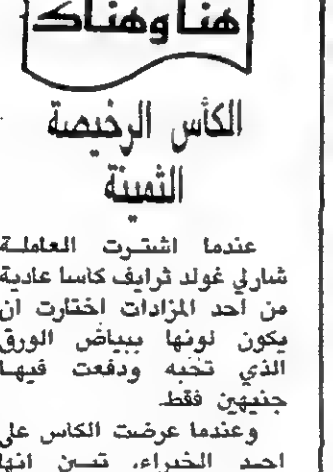 هنا وهناك
الكأس الرخيصة
الثمينة
عندما اشترت العاملة
شارلي غولد ثرايف كاسا عادية
من احد المزادات اختارت ان
يكون لونها ببياض الورق
الذي تحبه ودفعت فيها
جنيهين فقط.
وعندما عرضت الكاس على
احد الخبراء، تبين انها